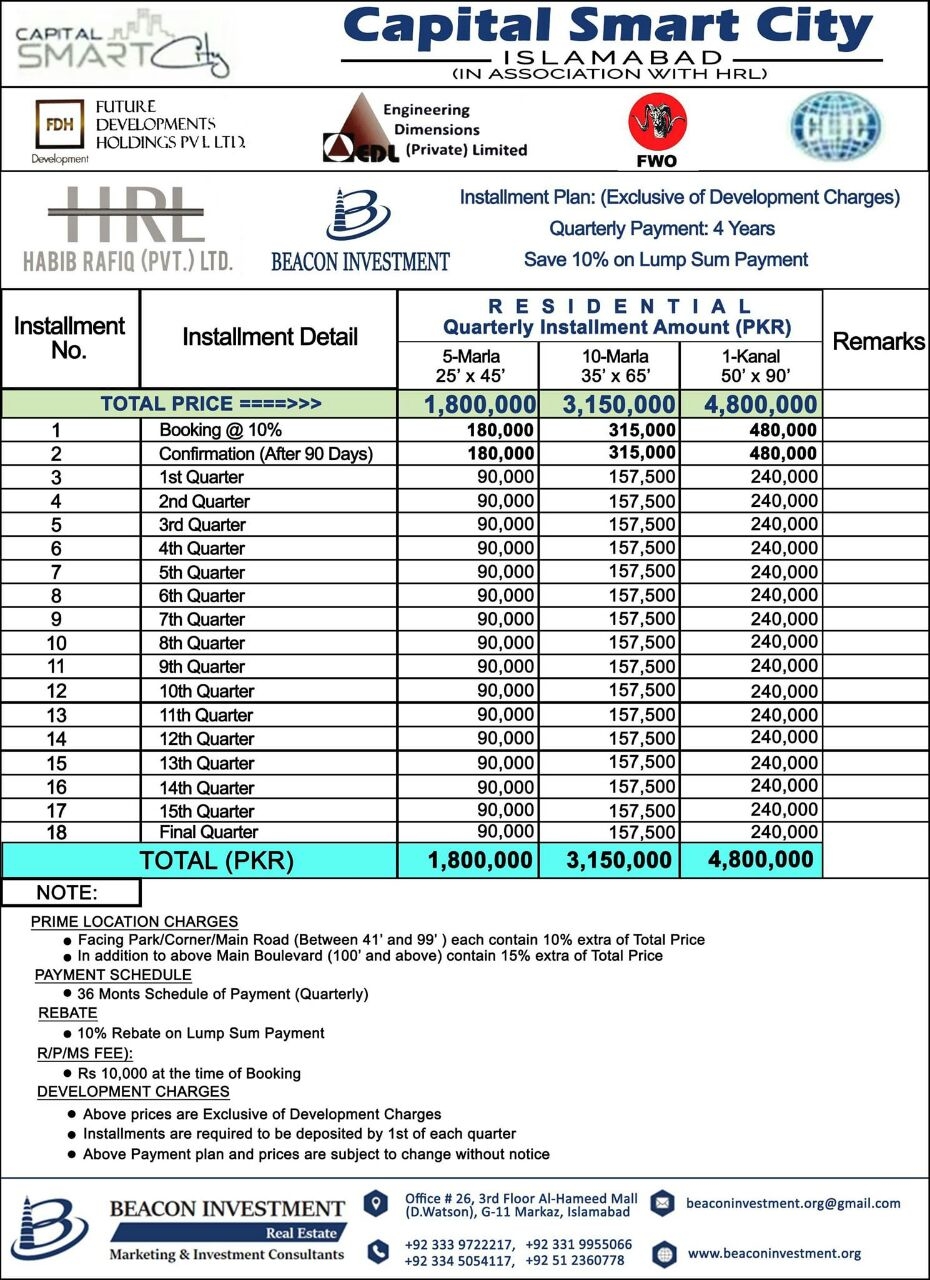 CAPITAL
SMART City
Capital Smart City
ISLAMABAD
(IN ASSOCIATION WITH HRL)
FDH
Development
FUTURE
DEVELOPMENTS
HOLDINGS PVT. LTD.
EDL
Engineering
Dimensions
(Private) Limited
FWO
HRL
HABIB RAFIQ (PVT.) LTD.
BEACON INVESTMENT
Installment Plan: (Exclusive of Development Charges)
Quarterly Payment: 4 Years
Save 10% on Lump Sum Payment
Installment No. Installment Detail RESIDENTIAL Remarks
Quarterly Installment Amount (PKR)
5-Marla 10-Marla 1-Kanal
25’ x 45’ 35’ x 65’ 50’ x 90’
TOTAL PRICE ====>>> 1,800,000 3,150,000 4,800,000
1 Booking @ 10% 180,000 315,000 480,000
2 Confirmation (After 90 Days) 180,000 315,000 480,000
3 1st Quarter 90,000 157,500 240,000
4 2nd Quarter 90,000 157,500 240,000
5 3rd Quarter 90,000 157,500 240,000
6 4th Quarter 90,000 157,500 240,000
7 5th Quarter 90,000 157,500 240,000
8 6th Quarter 90,000 157,500 240,000
9 7th Quarter 90,000 157,500 240,000
10 8th Quarter 90,000 157,500 240,000
11 9th Quarter 90,000 157,500 240,000
12 10th Quarter 90,000 157,500 240,000
13 11th Quarter 90,000 157,500 240,000
14 12th Quarter 90,000 157,500 240,000
15 13th Quarter 90,000 157,500 240,000
16 14th Quarter 90,000 157,500 240,000
17 15th Quarter 90,000 157,500 240,000
18 Final Quarter 90,000 157,500 240,000
TOTAL (PKR) 1,800,000 3,150,000 4,800,000
NOTE:
PRIME LOCATION CHARGES
● Facing Park/Corner/Main Road (Between 41’ and 99’ ) each contain 10% extra of Total Price
● In addition to above Main Boulevard (100’ and above) contain 15% extra of Total Price
PAYMENT SCHEDULE
● 36 Monts Schedule of Payment (Quarterly)
REBATE
● 10% Rebate on Lump Sum Payment
R/P/MS FEE):
● Rs 10,000 at the time of Booking
DEVELOPMENT CHARGES
● Above prices are Exclusive of Development Charges
● Installments are required to be deposited by 1st of each quarter
● Above Payment plan and prices are subject to change without notice
BEACON INVESTMENT
Real Estate
Marketing & Investment Consultants
Office # 26, 3rd Floor Al-Hameed Mall
(D.Watson), G-11 Markaz, Islamabad
+92 333 9722217, +92 331 9955066
+92 334 5054117, +92 51 2360778
beaconinvestment.org@gmail.com
www.beaconinvestment.org